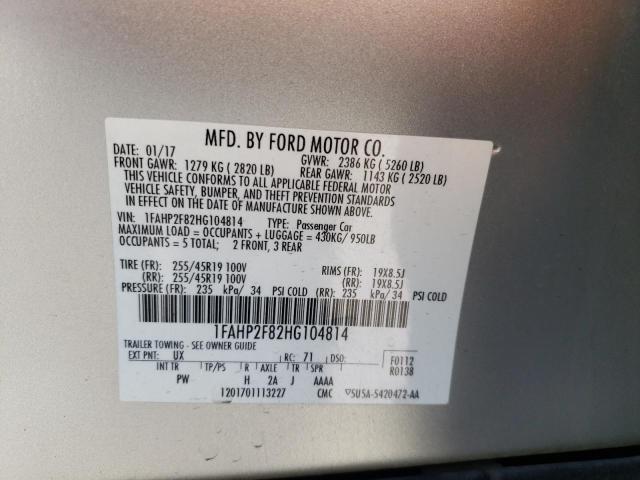 MFD. BY FORD MOTOR CO.
DATE: 01/17 GVWR: 2386 KG ( 5260 LB)
FRONT GAWR: 1279 KG ( 2820 LB) REAR GAWR: 1143 KG ( 2520 LB)
THIS VEHICLE CONFORMS TO ALL APPLICABLE FEDERAL MOTOR
VEHICLE SAFETY, BUMPER, AND THEFT PREVENTION STANDARDS
IN EFFECT ON THE DATE OF MANUFACTURE SHOWN ABOVE.
VIN: 1FAHP2F82HG104814 TYPE: Passenger Car
MAXIMUM LOAD = OCCUPANTS + LUGGAGE = 430KG/ 950LB
OCCUPANTS = 5 TOTAL; 2 FRONT, 3 REAR
TIRE (FR): 255/45R19 100V RIMS (FR): 19X8.5J
(RR): 255/45R19 100V (RR): 19X8.5J
PRESSURE (FR): 235 kPa/ 34 PSI COLD (RR): 235 kPa/ 34 PSI COLD
1FAHP2F82HG104814
TRAILER TOWING - SEE OWNER GUIDE
EXT PNT: UX RC: 71 DSO: F0112
R0138
INT TR TP/PS R AXLE TR SPR
PW H 2A J AAAA
1201701113227 CMC ▽5USA-5420472-AA